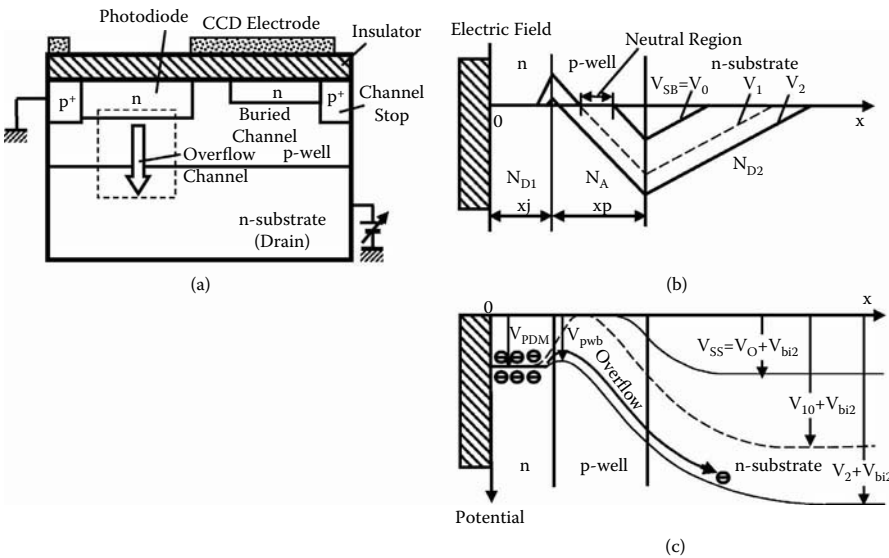 Photodiode
CCD Electrode
Insulator
p+
n
n
p+
Channel
Stop
Buried
Channel
Overflow
Channel
p-well
n-substrate
(Drain)
(a)
Electric Field
Neutral Region
n
p-well
n-substrate
VSB=V0
V1
V2
0
x
ND1
NA
ND2
xj
xp
(b)
0
x
VPDM
Vpwb
Overflow
VSS=VO+Vbi2
V10+Vbi2
V2+Vbi2
n
p-well
n-substrate
Potential
(c)